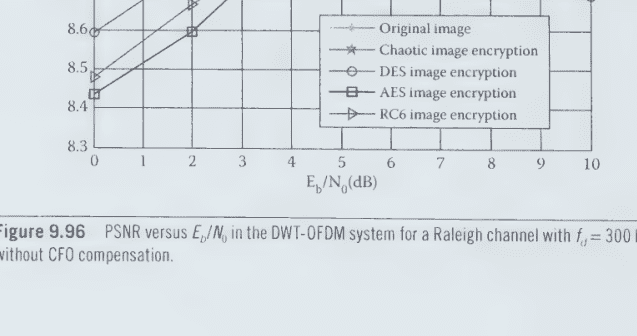 8.6
8.5
8.4
8.3
0 1 2 3 4 5 6 7 8 9 10
Original image
Chaotic image encryption
DES image encryption
AES image encryption
RC6 image encryption
E_b/N_0(dB)
Figure 9.96 PSNR versus E_b/N_0 in the DWT-OFDM system for a Raleigh channel with f_d = 300
without CFO compensation.